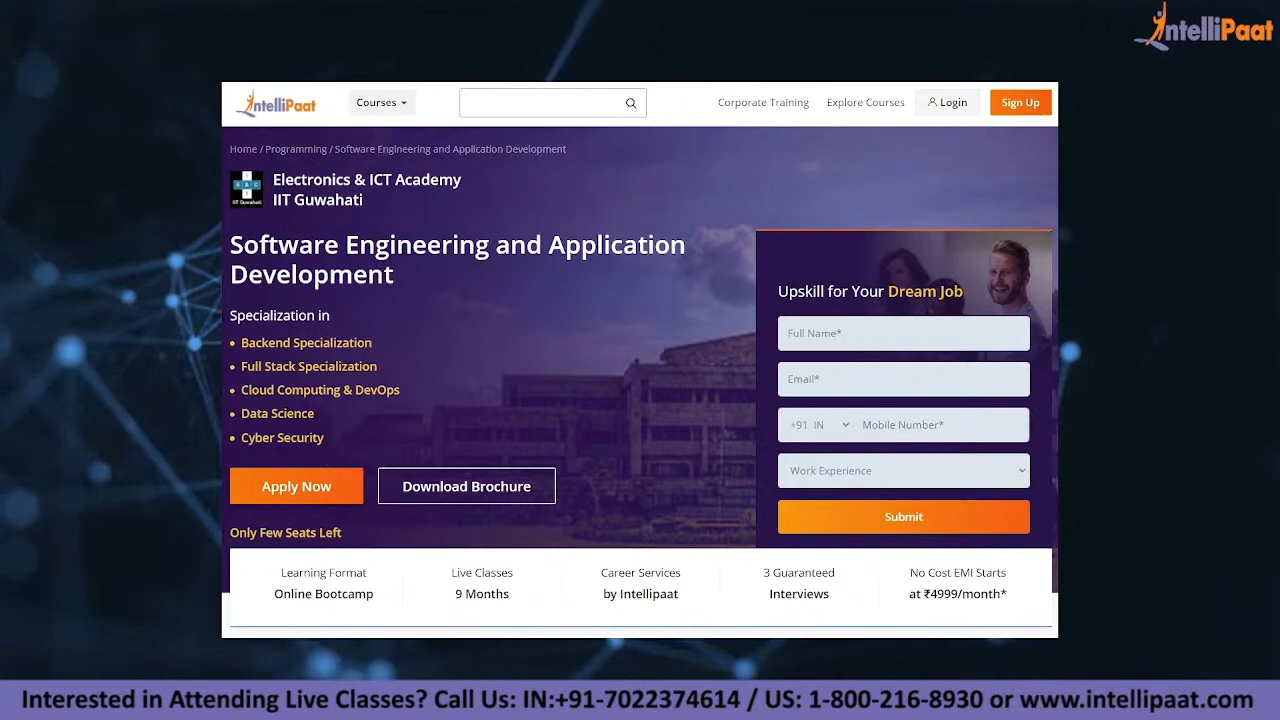 IntelliPaat
IntelliPaat
Courses
Corporate Training
Explore Courses
Login
Sign Up
Home / Programming / Software Engineering and Application Development
Electronics & ICT Academy
IIT Guwahati
Software Engineering and Application
Development
Specialization in
Backend Specialization
Full Stack Specialization
Cloud Computing & DevOps
Data Science
Cyber Security
Apply Now
Download Brochure
Only Few Seats Left
Upskill for Your Dream Job
Full Name*
Email*
+91 IN Mobile Number*
Work Experience
Submit
Learning Format
Online Bootcamp
Live Classes
9 Months
Career Services
by Intellipaat
3 Guaranteed
Interviews
No Cost EMI Starts
at ₹4999/month*
Interested in Attending Live Classes? Call Us: IN:+91-7022374614 / US: 1-800-216-8930 or www.intellipaat.com